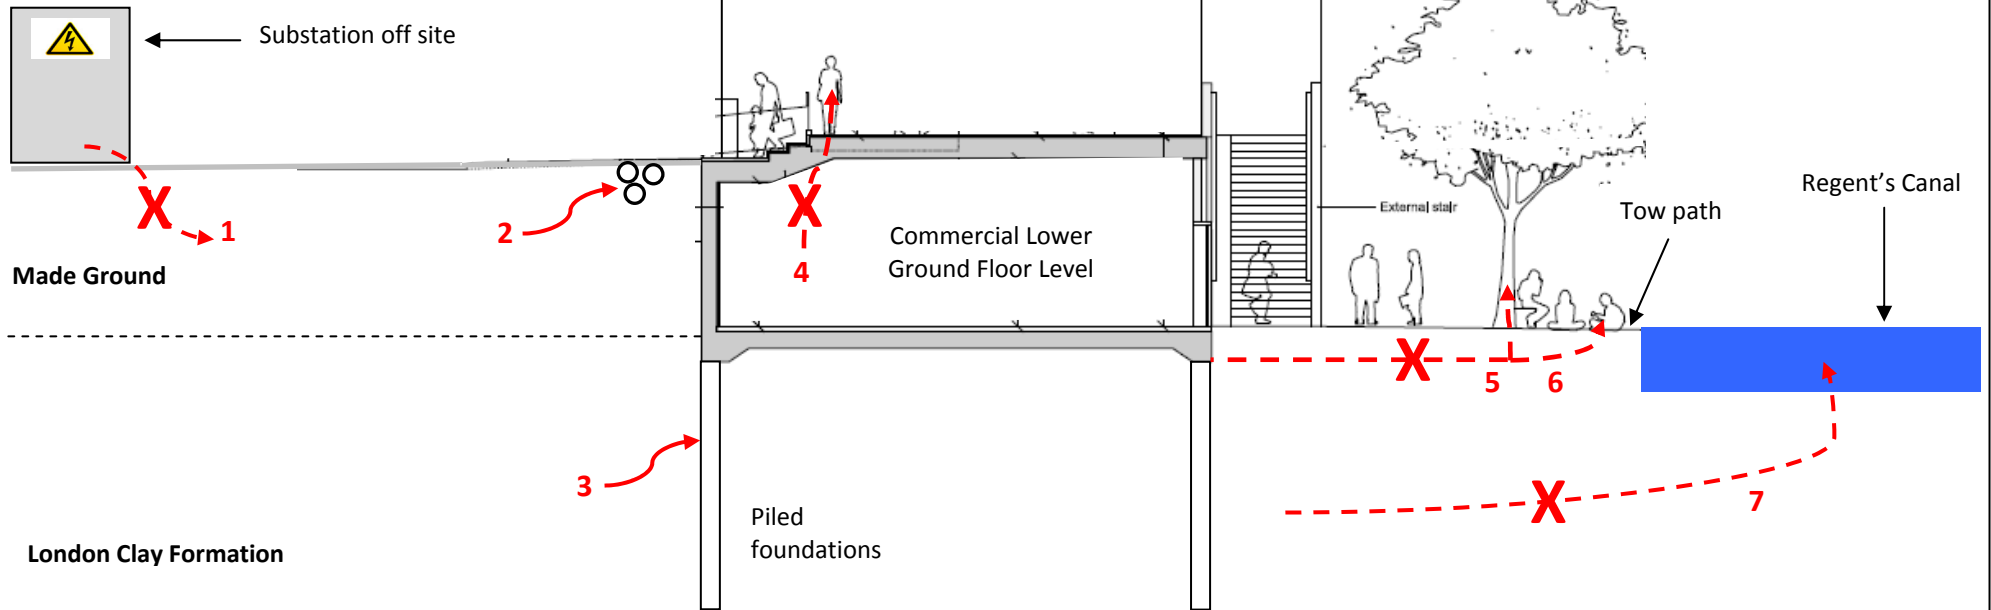 Substation off site
Regent's Canal
External stair
Tow path
2
1
Commercial Lower
Ground Floor Level
4
Made Ground
5
6
3
7
Piled
foundations
London Clay Formation
X
X
X
X